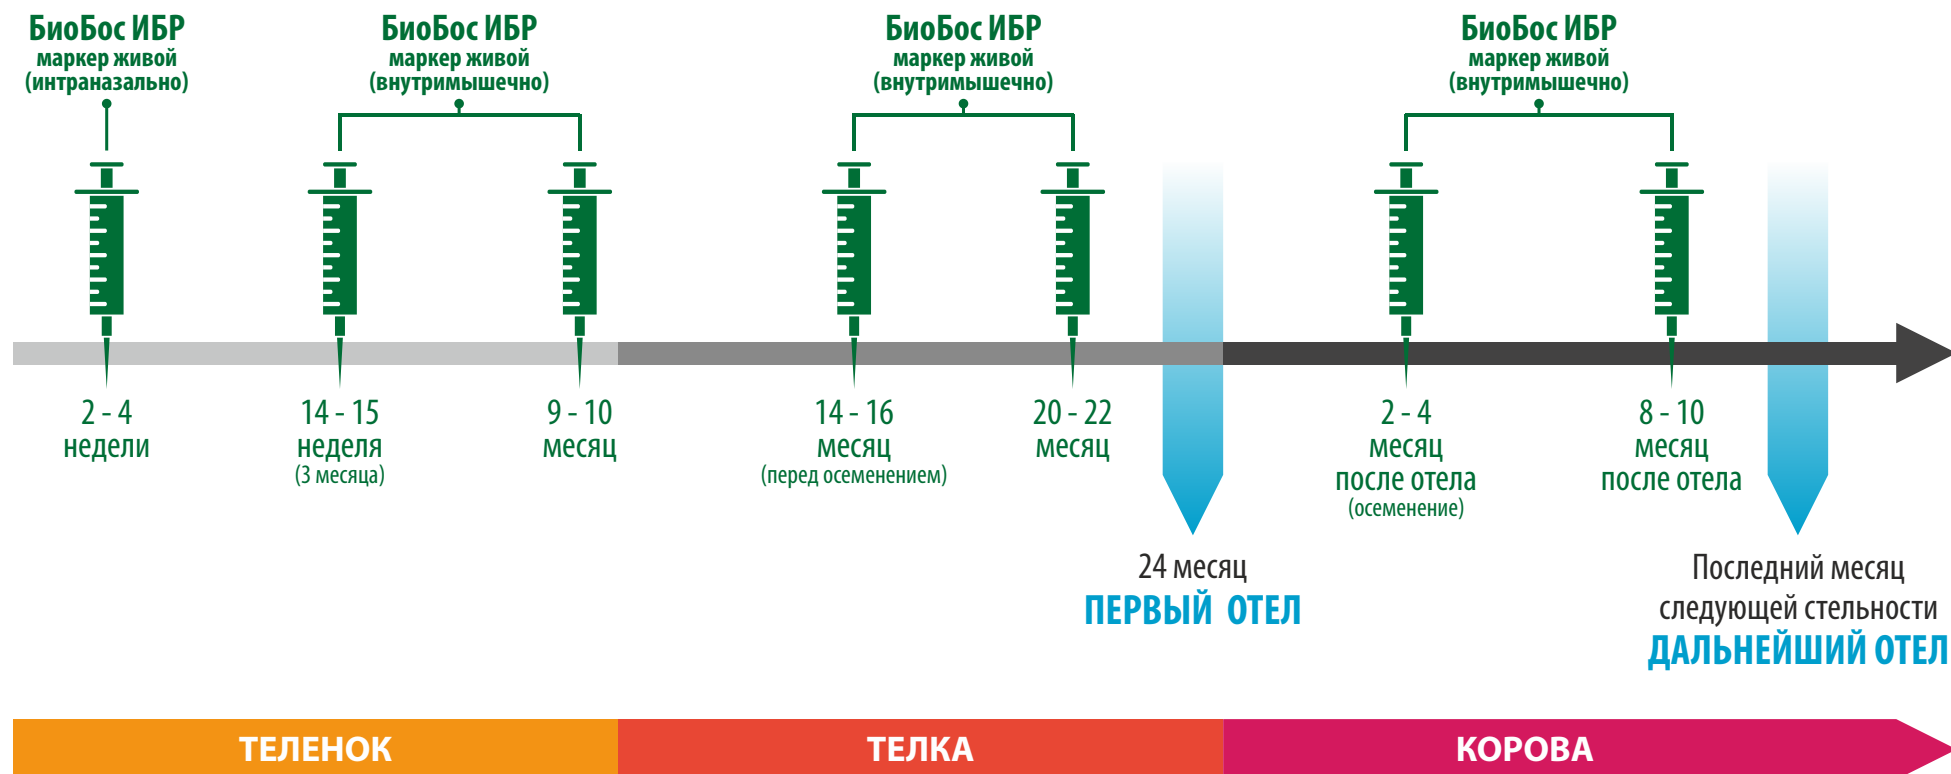 БиоБос ИБР
маркер живой
(интраназально)
БиоБос ИБР
маркер живой
(внутримышечно)
БиоБос ИБР
маркер живой
(внутримышечно)
БиоБос ИБР
маркер живой
(внутримышечно)
2 - 4
недели
14 - 15
неделя
(3 месяца)
9 - 10
месяц
14 - 16
месяц
(перед осеменением)
20 - 22
месяц
2 - 4
месяц
после отела
(осеменение)
8 - 10
месяц
после отела
24 месяц
ПЕРВЫЙ ОТЕЛ
Последний месяц
следующей стельности
ДАЛЬНЕЙШИЙ ОТЕЛ
ТЕЛЕНОК
ТЕЛКА
КОРОВА